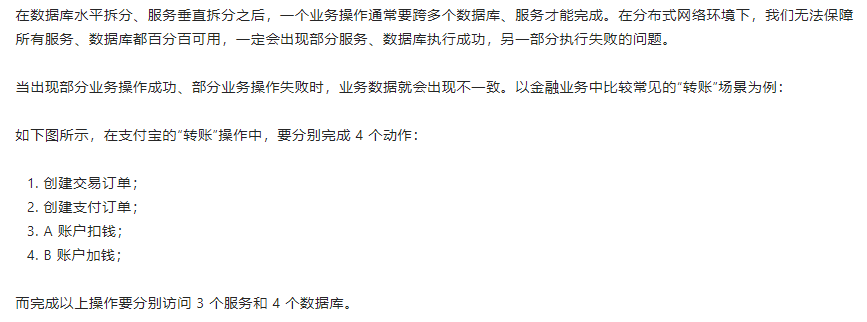 在数据库水平拆分、服务垂直拆分之后，一个业务操作通常要跨多个数据库、服务才能完成。在分布式网络环境下，我们无法保障
所有服务、数据库都百分百可用，一定会出现部分服务、数据库执行成功，另一部分执行失败的问题。
当出现部分业务操作成功、部分业务操作失败时，业务数据就会出现不一致。以金融业务中比较常见的“转账”场景为例：
如下图所示，在支付宝的“转账”操作中，要分别完成 4 个动作：
1. 创建交易订单；
2. 创建支付订单；
3. A 账户扣钱；
4. B 账户加钱；
而完成以上操作要分别访问 3 个服务和 4 个数据库。